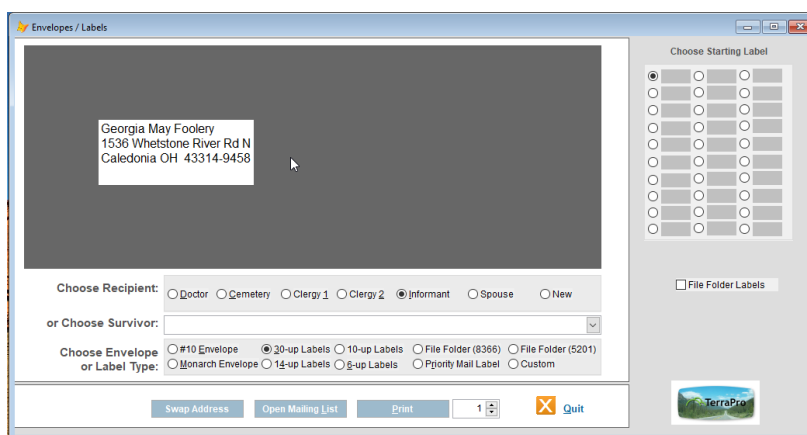 Envelopes / Labels
Choose Starting Label
Georgia May Foolery
1536 Whetstone River Rd N
Caledonia OH 43314-9458
File Folder Labels
Choose Recipient:
Doctor Cemetery Clergy 1 Clergy 2 Informant Spouse New
or Choose Survivor:
Choose Envelope
or Label Type:
#10 Envelope 30-up Labels 10-up Labels File Folder (8366) File Folder (5201)
Monarch Envelope 14-up Labels 6-up Labels Priority Mail Label Custom
Swap Address Open Mailing List Print 1 X Quit
TerraPro